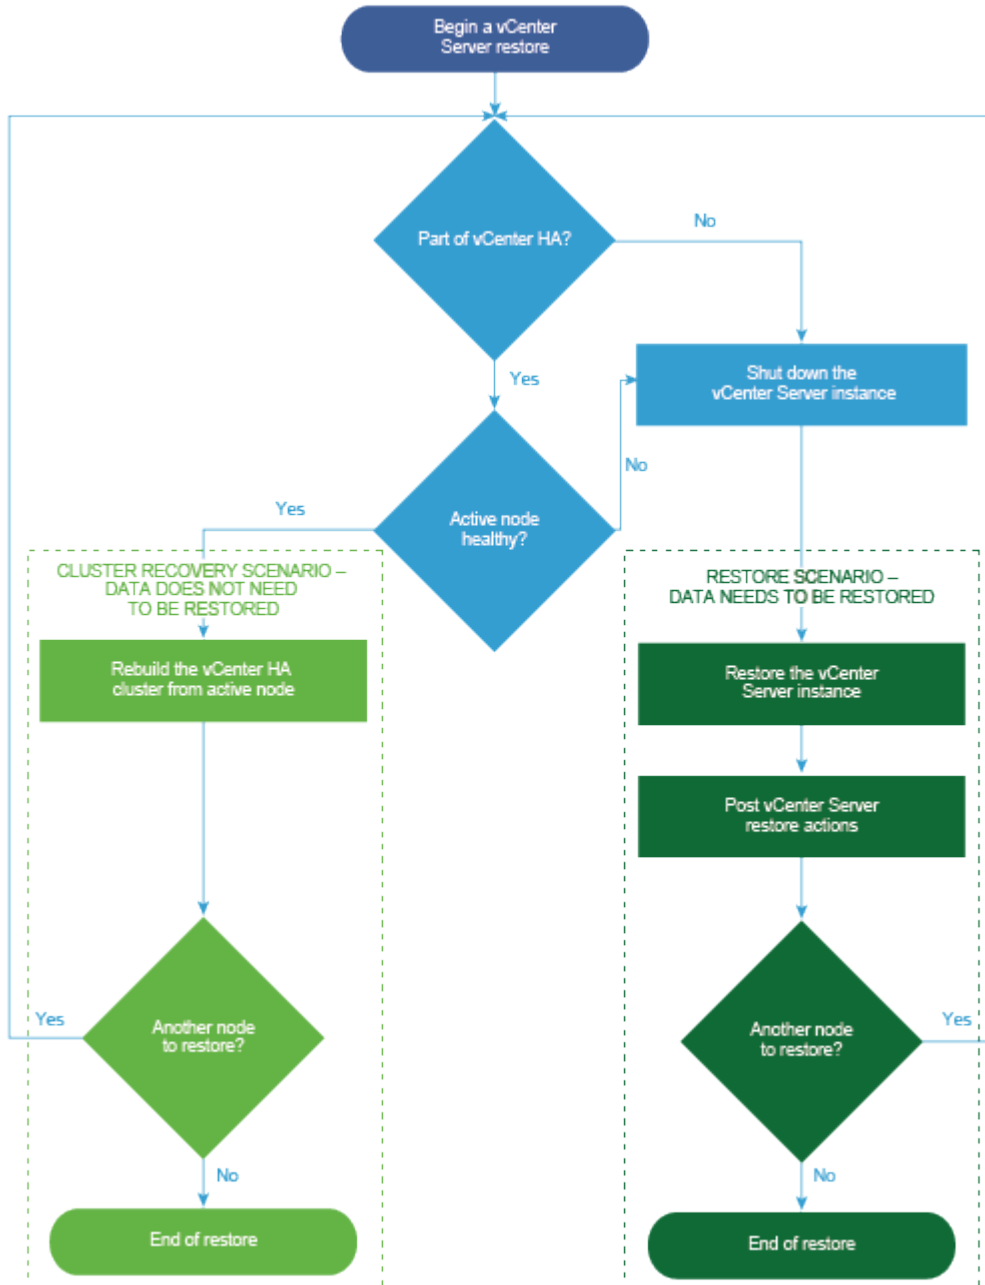 Begin a vCenter
Server restore
Part of vCenter HA?
No
Yes
Shut down the
vCenter Server instance
No
Yes
Active node
healthy?
CLUSTER RECOVERY SCENARIO –
DATA DOES NOT NEED
TO BE RESTORED
RESTORE SCENARIO –
DATA NEEDS TO BE RESTORED
Rebuild the vCenter HA
cluster from active node
Restore the vCenter
Server instance
Post vCenter Server
restore actions
Yes
Another node
to restore?
Another node
to restore?
Yes
No
No
End of restore
End of restore